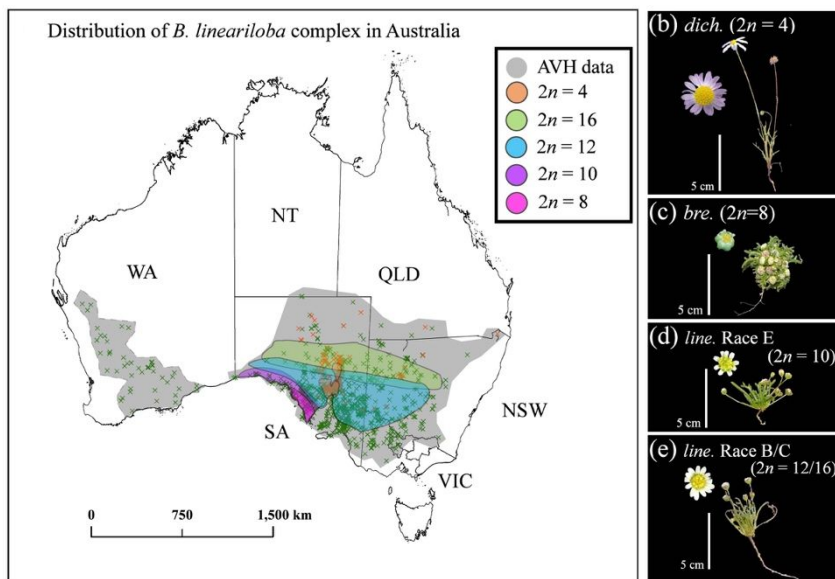 Distribution of B. lineariloba complex in Australia
AVH data
2n = 4
2n = 16
2n = 12
2n = 10
2n = 8
NT
WA
QLD
SA
NSW
VIC
0 750 1,500 km
(b) dich. (2n = 4)
5 cm
(c) bre. (2n=8)
5 cm
(d) line. Race E
(2n = 10)
5 cm
(e) line. Race B/C
(2n = 12/16)
5 cm